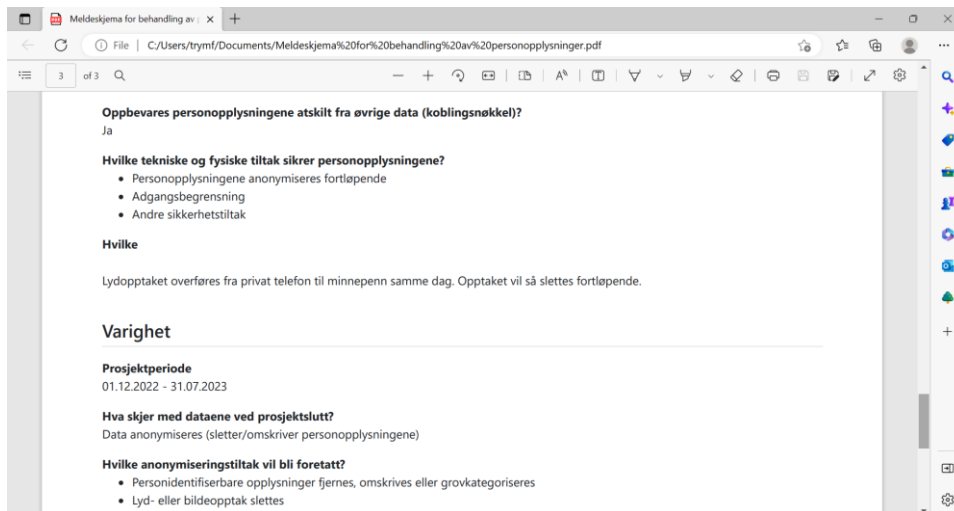 Meldeskjema for behandling av p
File | C:/Users/trymf/Documents/Meldeskjema%20for%20behandling%20av%20personopplysninger.pdf
3 of 3
Oppbevares personopplysningene atskilt fra øvrige data (koblingsnøkkel)?
Ja
Hvilke tekniske og fysiske tiltak sikrer personopplysningene?
• Personopplysningene anonymiseres fortløpende
• Adgangsbegrensning
• Andre sikkerhetstiltak
Hvilke
Lydopptaket overføres fra privat telefon til minnepenn samme dag. Opptaket vil så slettes fortløpende.
Varighet
Prosjektperiode
01.12.2022 - 31.07.2023
Hva skjer med dataene ved prosjektslutt?
Data anonymiseres (sletter/omskriver personopplysningene)
Hvilke anonymiseringstiltak vil bli foretatt?
• Personidentifiserbare opplysninger fjernes, omskrives eller grovkategoriseres
• Lyd- eller bildeopptak slettes